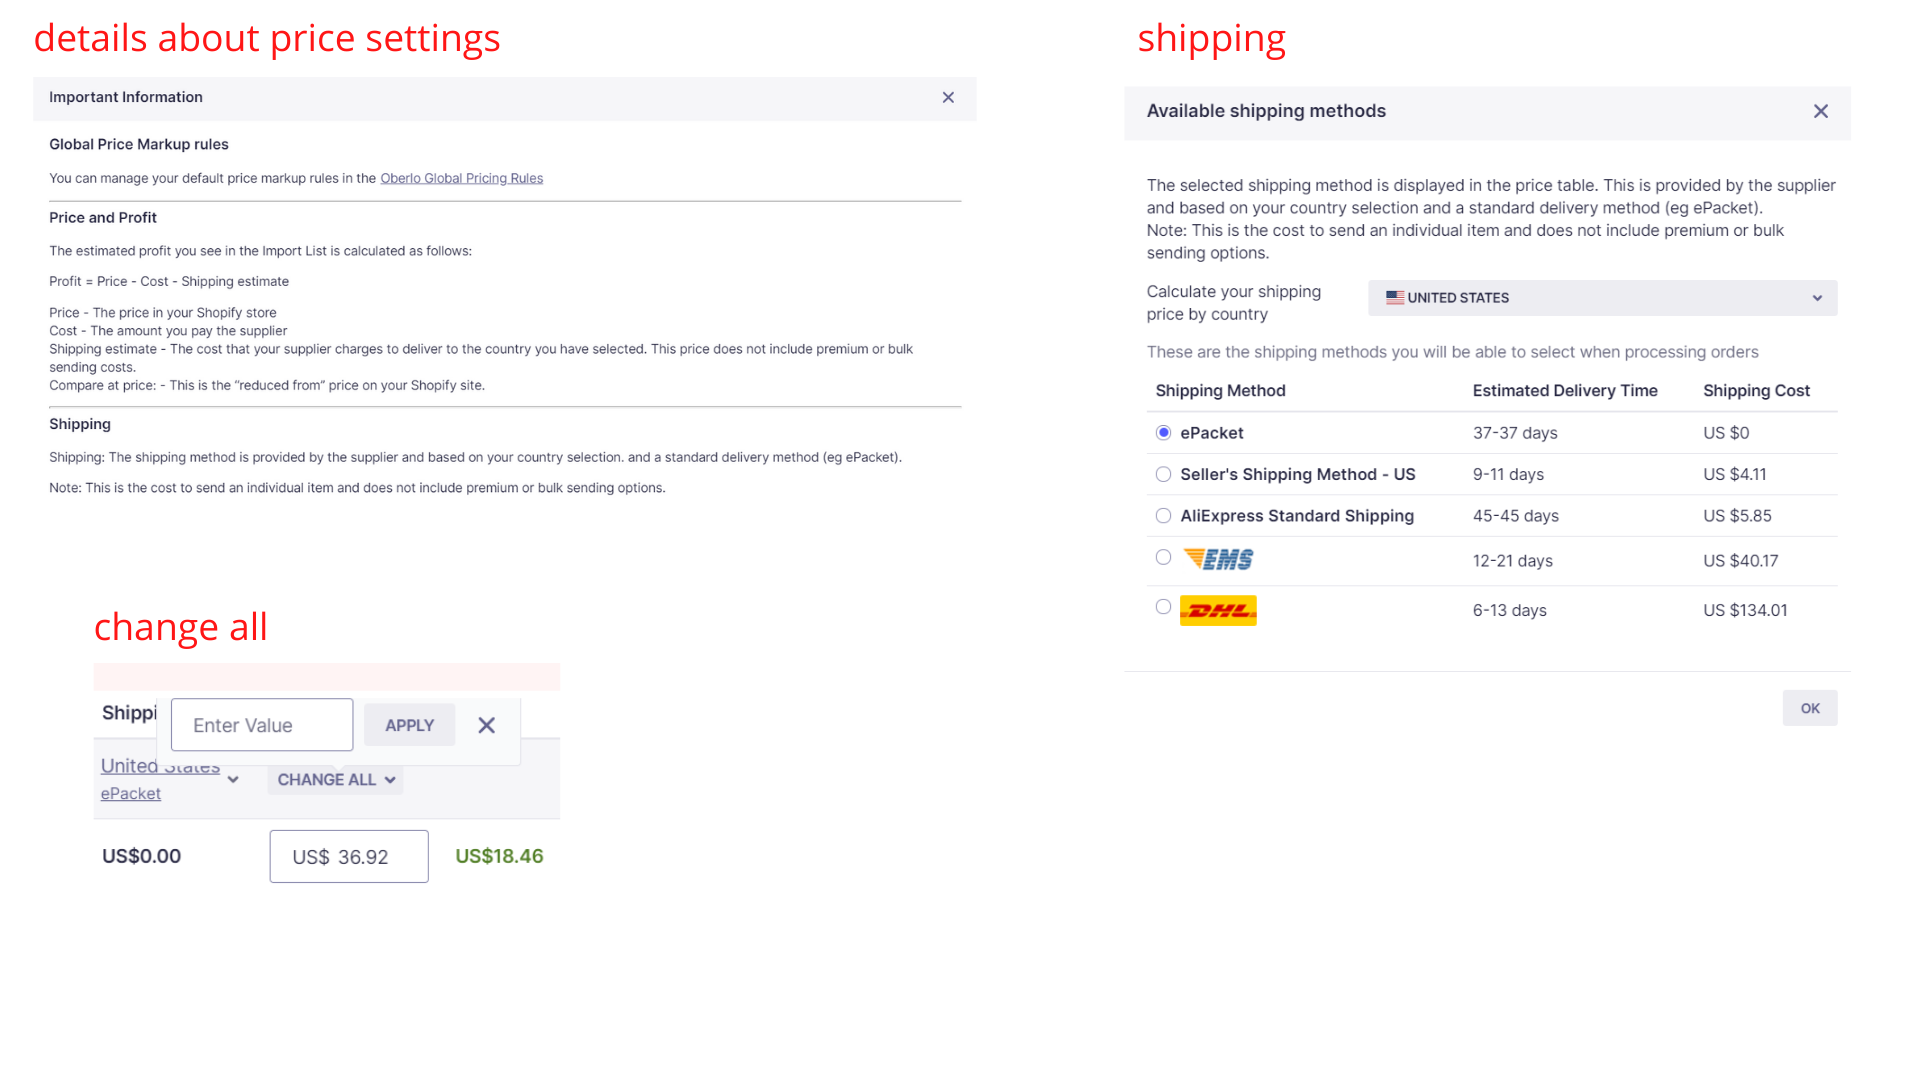 details about price settings
Important Information
Global Price Markup rules
You can manage your default price markup rules in the Oberlo Global Pricing Rules
Price and Profit
The estimated profit you see in the Import List is calculated as follows:
Profit = Price - Cost - Shipping estimate
Price - The price in your Shopify store
Cost - The amount you pay the supplier
Shipping estimate - The cost that your supplier charges to deliver to the country you have selected. This price does not include premium or bulk
sending costs.
Compare at price: - This is the “reduced from” price on your Shopify site.
Shipping
Shipping: The shipping method is provided by the supplier and based on your country selection. and a standard delivery method (eg ePacket).
Note: This is the cost to send an individual item and does not include premium or bulk sending options.
change all
Shippi
Enter Value
APPLY
United States
ePacket
CHANGE ALL
US$0.00
US$ 36.92
US$18.46
shipping
Available shipping methods
The selected shipping method is displayed in the price table. This is provided by the supplier
and based on your country selection and a standard delivery method (eg ePacket).
Note: This is the cost to send an individual item and does not include premium or bulk
sending options.
Calculate your shipping
price by country
UNITED STATES
These are the shipping methods you will be able to select when processing orders
Shipping Method Estimated Delivery Time Shipping Cost
ePacket 37-37 days US $0
Seller's Shipping Method - US 9-11 days US $4.11
AliExpress Standard Shipping 45-45 days US $5.85
EMS 12-21 days US $40.17
DHL 6-13 days US $134.01
OK